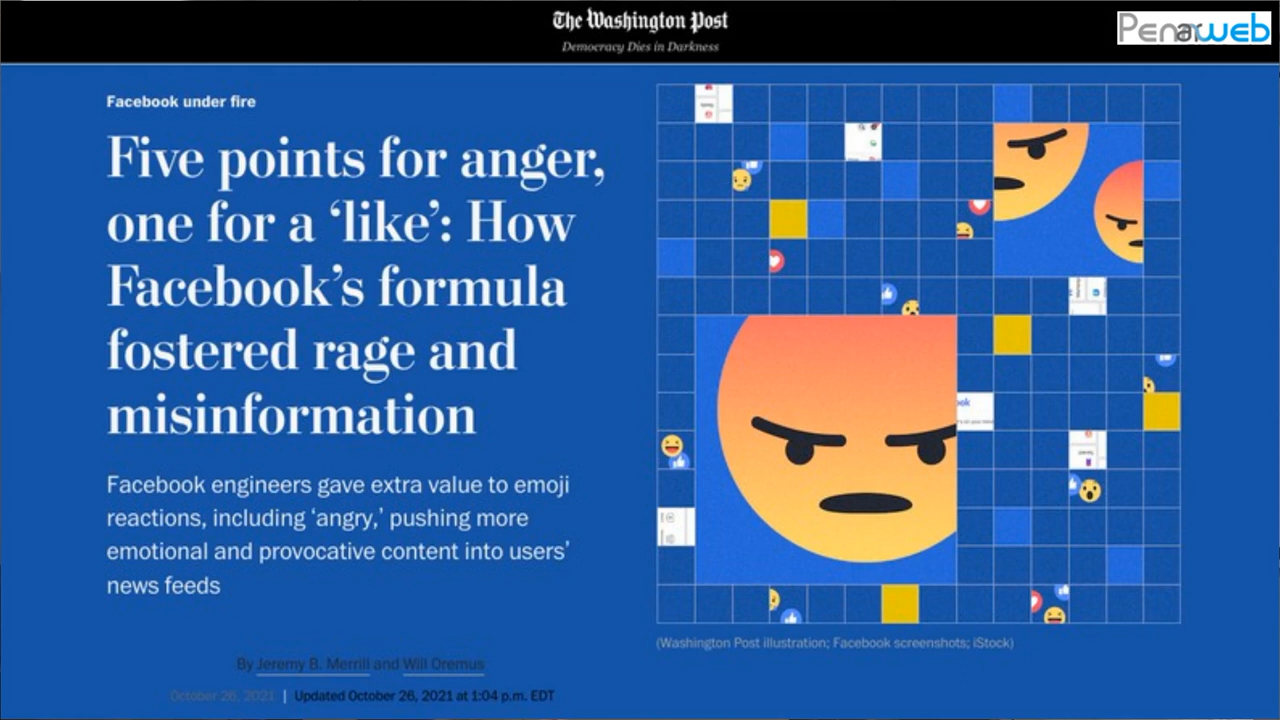 The Washington Post
Democracy Dies in Darkness
Penarweb
Facebook under fire
Five points for anger,
one for a ‘like’: How
Facebook’s formula
fostered rage and
misinformation
Facebook engineers gave extra value to emoji
reactions, including ‘angry,’ pushing more
emotional and provocative content into users’
news feeds
(Washington Post illustration; Facebook screenshots; iStock)
By Jeremy B. Merrill and Will Oremus
October 26, 2021 | Updated October 26, 2021 at 1:04 p.m. EDT